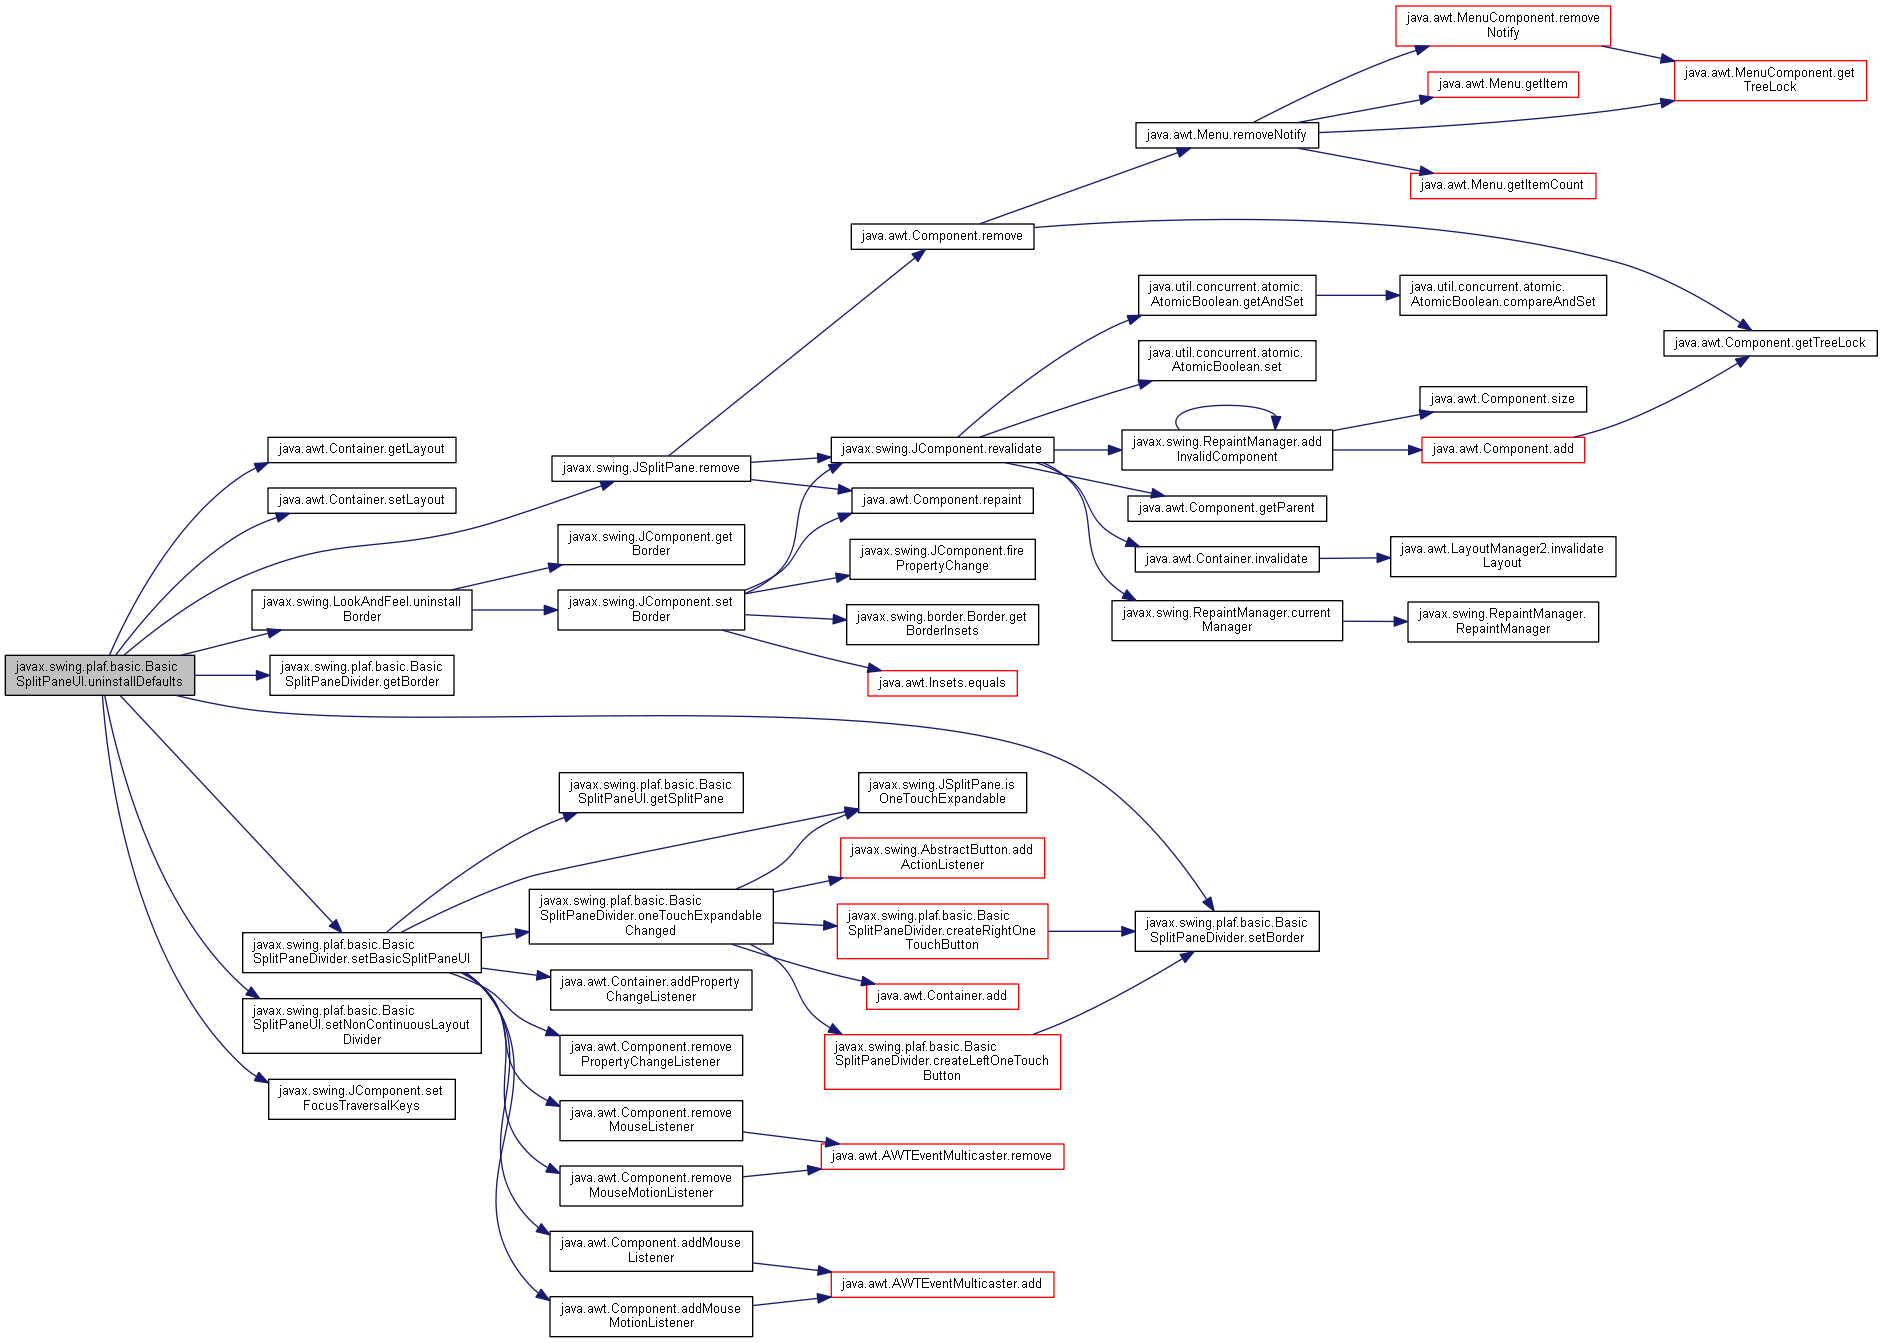 java.awt.MenuComponent.remove
Notify
java.awt.MenuComponent.get
TreeLock
java.awt.Menu.getItem
java.awt.Menu.removeNotify
java.awt.Menu.getItemCount
java.awt.Component.remove
java.util.concurrent.atomic.
AtomicBoolean.getAndSet
java.util.concurrent.atomic.
AtomicBoolean.compareAndSet
java.awt.Component.getTreeLock
java.util.concurrent.atomic.
AtomicBoolean.set
java.awt.Component.size
java.awt.Container.getLayout
javax.swing.JSplitPane.remove
javax.swing.JComponent.revalidate
javax.swing.RepaintManager.add
InvalidComponent
java.awt.Component.add
java.awt.Container.setLayout
java.awt.Component.repaint
java.awt.Component.getParent
javax.swing.JComponent.get
Border
javax.swing.JComponent.fire
PropertyChange
java.awt.Container.invalidate
java.awt.LayoutManager2.invalidate
Layout
javax.swing.LookAndFeel.uninstall
Border
javax.swing.JComponent.set
Border
javax.swing.border.Border.get
BorderInsets
javax.swing.RepaintManager.current
Manager
javax.swing.RepaintManager.
RepaintManager
javax.swing.plaf.basic.Basic
SplitPaneUI.uninstallDefaults
javax.swing.plaf.basic.Basic
SplitPaneDivider.getBorder
java.awt.Insets.equals
javax.swing.plaf.basic.Basic
SplitPaneUI.getSplitPane
javax.swing.JSplitPane.is
OneTouchExpandable
javax.swing.AbstractButton.add
ActionListener
javax.swing.plaf.basic.Basic
SplitPaneDivider.oneTouchExpandable
Changed
javax.swing.plaf.basic.Basic
SplitPaneDivider.createRightOne
TouchButton
javax.swing.plaf.basic.Basic
SplitPaneDivider.setBorder
javax.swing.plaf.basic.Basic
SplitPaneDivider.setBasicSplitPaneUI
java.awt.Container.addProperty
ChangeListener
java.awt.Container.add
javax.swing.plaf.basic.Basic
SplitPaneUI.setNonContinuousLayout
Divider
java.awt.Component.remove
PropertyChangeListener
javax.swing.plaf.basic.Basic
SplitPaneDivider.createLeftOneTouch
Button
javax.swing.JComponent.set
FocusTraversalKeys
java.awt.Component.remove
MouseListener
java.awt.AWTEventMulticaster.remove
java.awt.Component.remove
MouseMotionListener
java.awt.Component.addMouse
Listener
java.awt.AWTEventMulticaster.add
java.awt.Component.addMouse
MotionListener